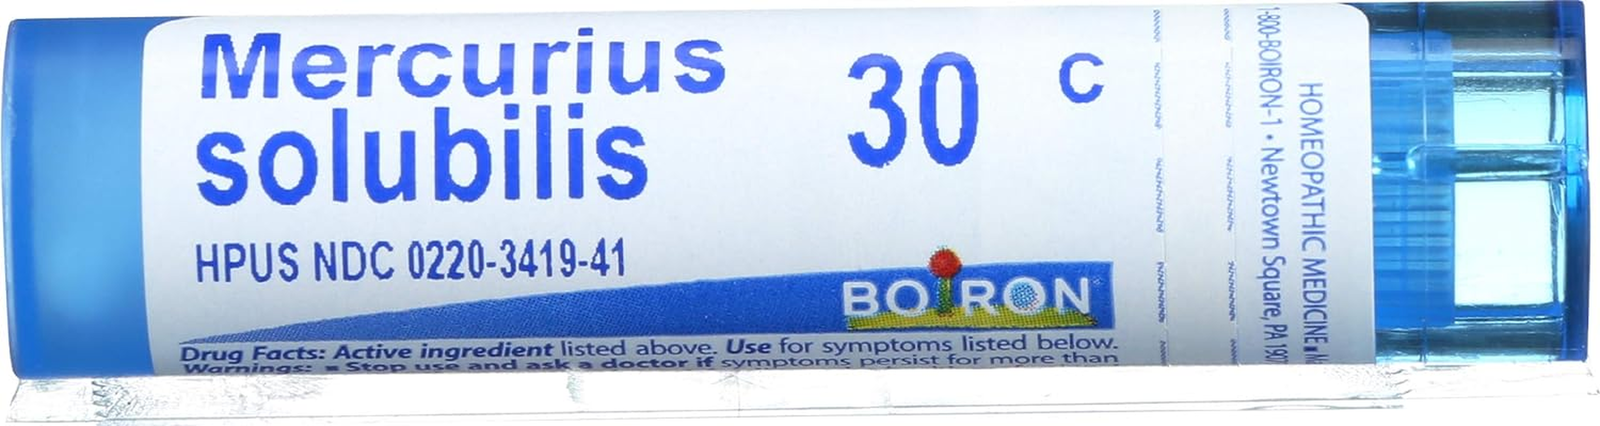 Mercurius
solubilis
30 C
HPUS NDC 0220-3419-41
BOIRON
Drug Facts: Active ingredient listed above. Use for symptoms listed below.
Warnings: ■ Stop use and ask a doctor if symptoms persist for more than
1-800-BOIRON-1 • Newtown Square, PA
HOMEOPATHIC MEDICINE ■